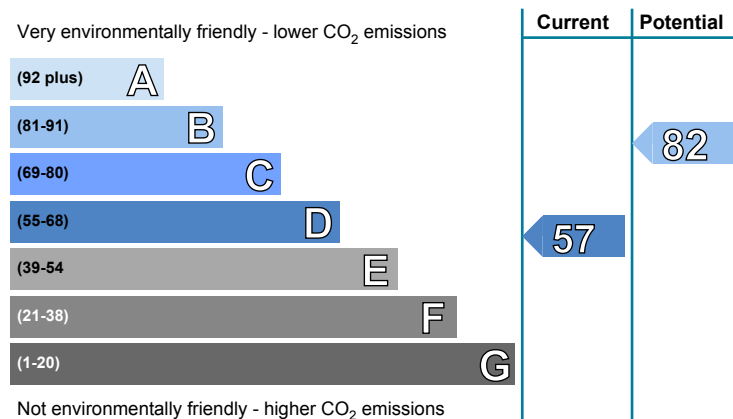 Very environmentally friendly - lower CO2 emissions
Current
Potential
(92 plus) A
(81-91) B
(69-80) C
(55-68) D
(39-54 E
(21-38) F
(1-20) G
57
82
Not environmentally friendly - higher CO2 emissions